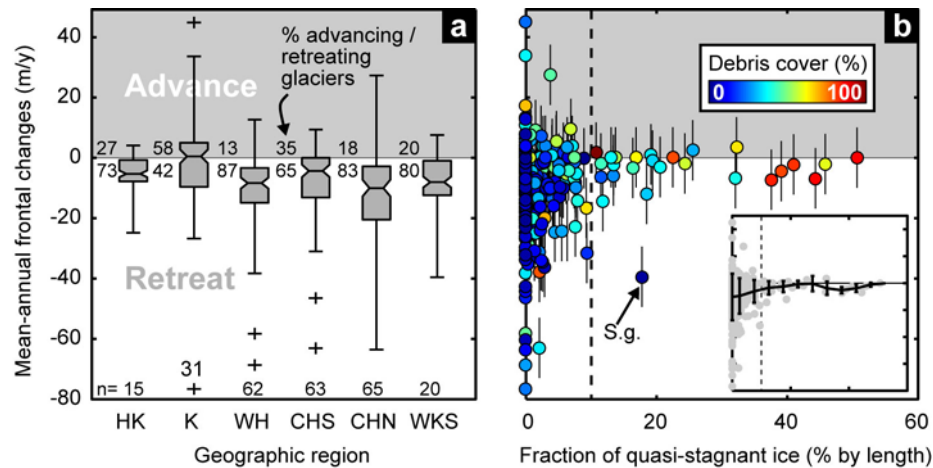 a
40
20
0
-20
-40
-60
-80
Mean-annual frontal changes (m/y)
Advance
Retreat
% advancing /
retreating
glaciers
27 58 13 35 18 20
73 42 87 65 83 80
31
n= 15 62 63 65 20
HK K WH CHS CHN WKS
Geographic region
b
Debris cover (%)
0 100
S.g.
0 20 40 60
Fraction of quasi-stagnant ice (% by length)